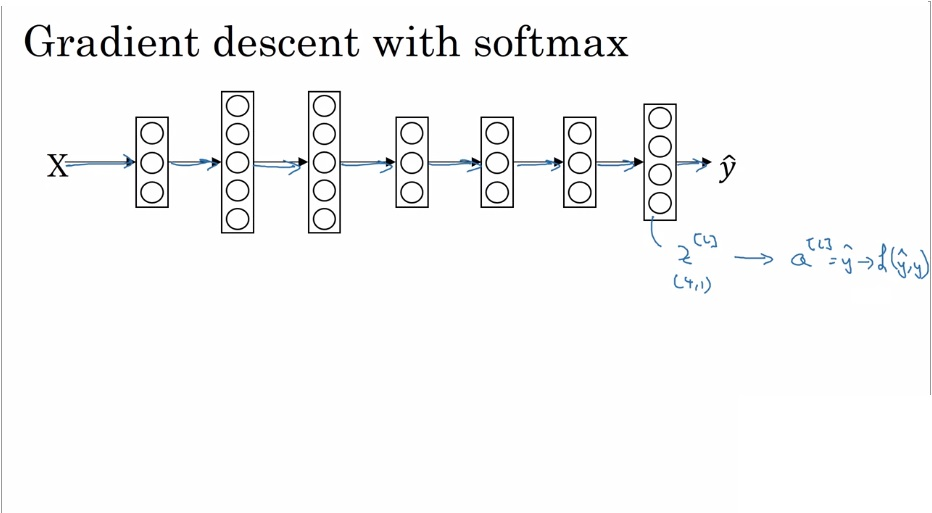 Gradient descent with softmax
X ŷ
z^[L] → a^[L] = ŷ → ℒ(ŷ,y)
(4,1)